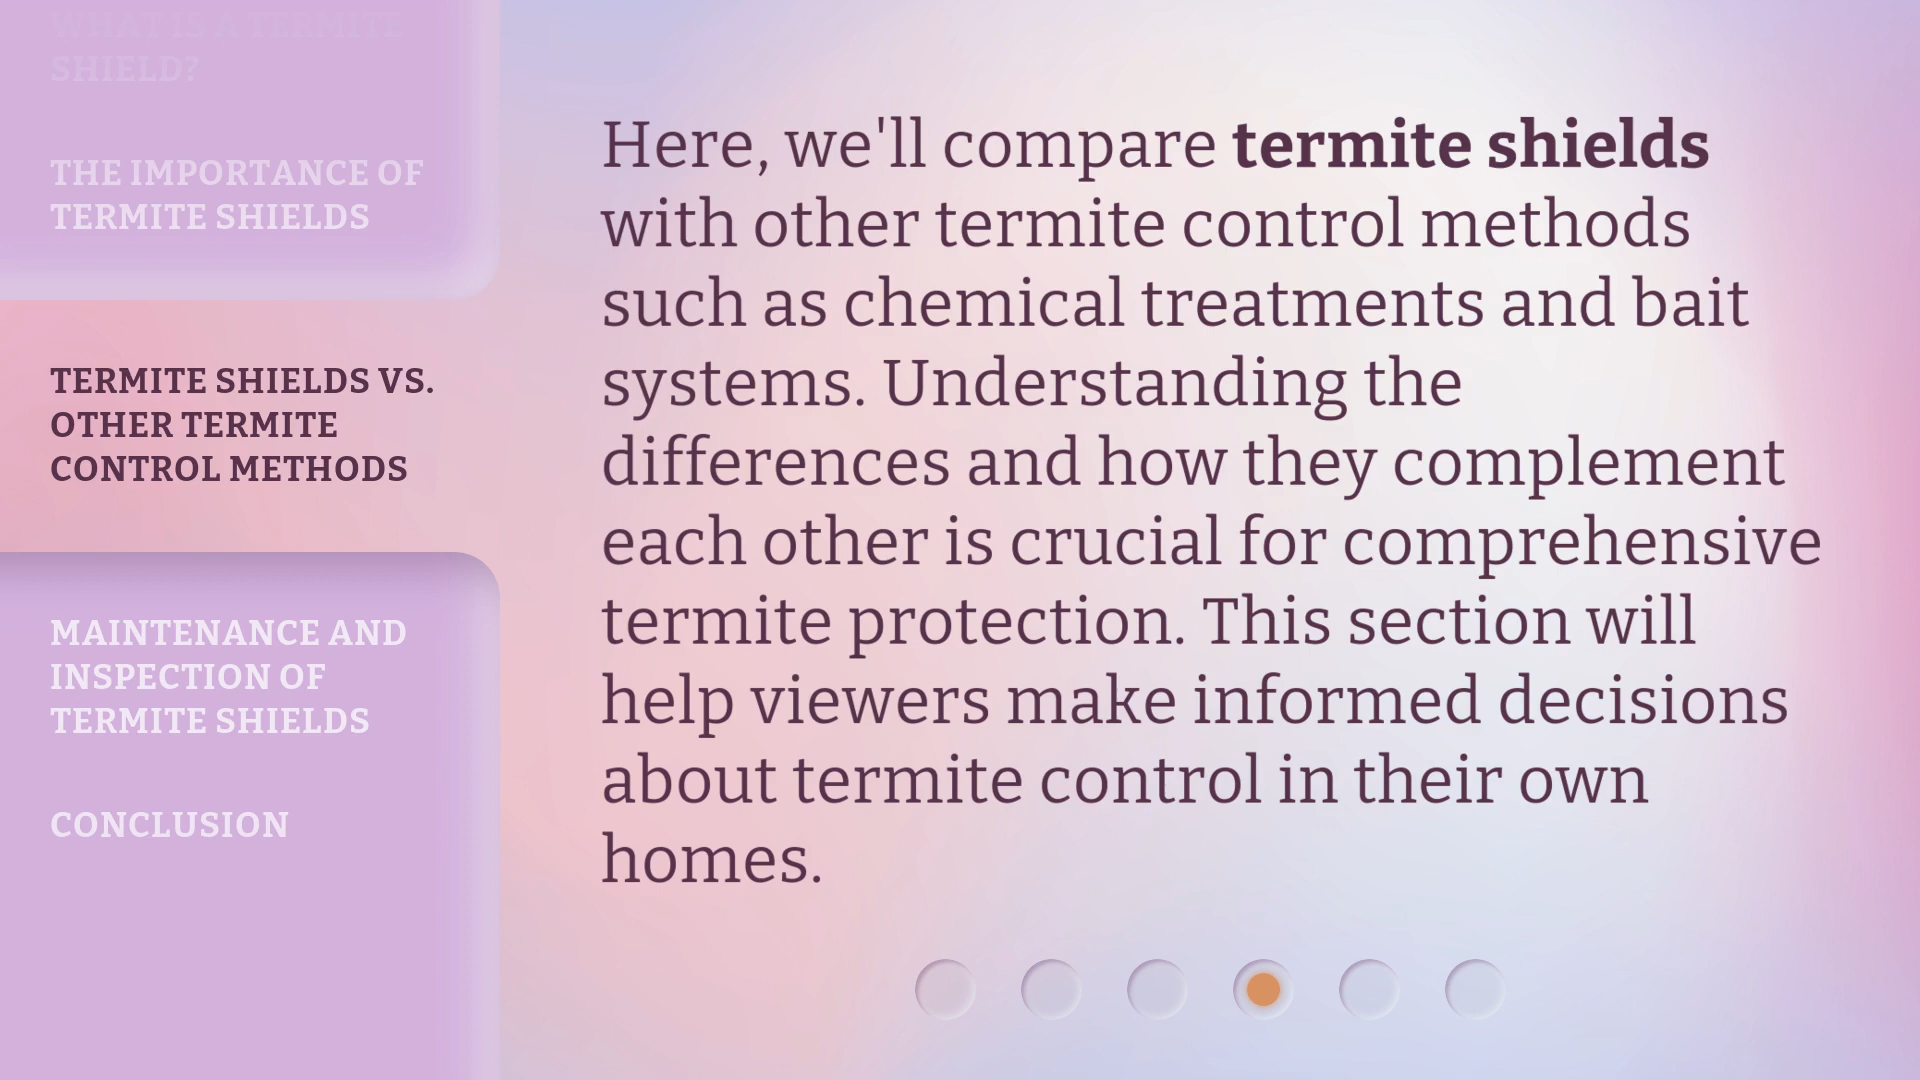 WHAT IS A TERMITE
SHIELD?
THE IMPORTANCE OF
TERMITE SHIELDS
TERMITE SHIELDS VS.
OTHER TERMITE
CONTROL METHODS
MAINTENANCE AND
INSPECTION OF
TERMITE SHIELDS
CONCLUSION
Here, we'll compare termite shields
with other termite control methods
such as chemical treatments and bait
systems. Understanding the
differences and how they complement
each other is crucial for comprehensive
termite protection. This section will
help viewers make informed decisions
about termite control in their own
homes.